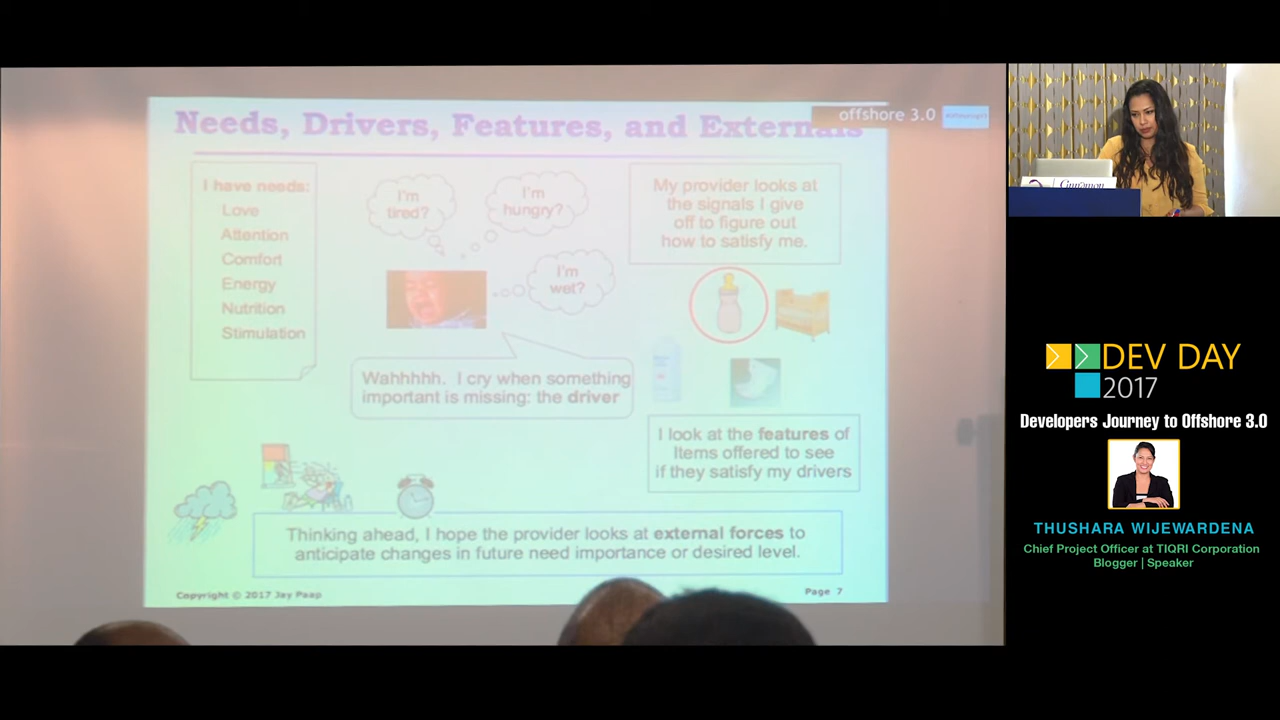 Needs, Drivers, Features, and Externals
offshore 3.0
I have needs:
Love
Attention
Comfort
Energy
Nutrition
Stimulation
I'm
tired?
I'm
hungry?
I'm
wet?
Wahhhhh. I cry when something
important is missing: the driver
My provider looks at
the signals I give
off to figure out
how to satisfy me.
I look at the features of
Items offered to see
if they satisfy my drivers
Thinking ahead, I hope the provider looks at external forces to
anticipate changes in future need importance or desired level.
Copyright © 2017 Jay Paap
Page 7
Cinnamon
DEV DAY
2017
Developers Journey to Offshore 3.0
THUSHARA WIJEWARDENA
Chief Project Officer at TIQRI Corporation
Blogger | Speaker